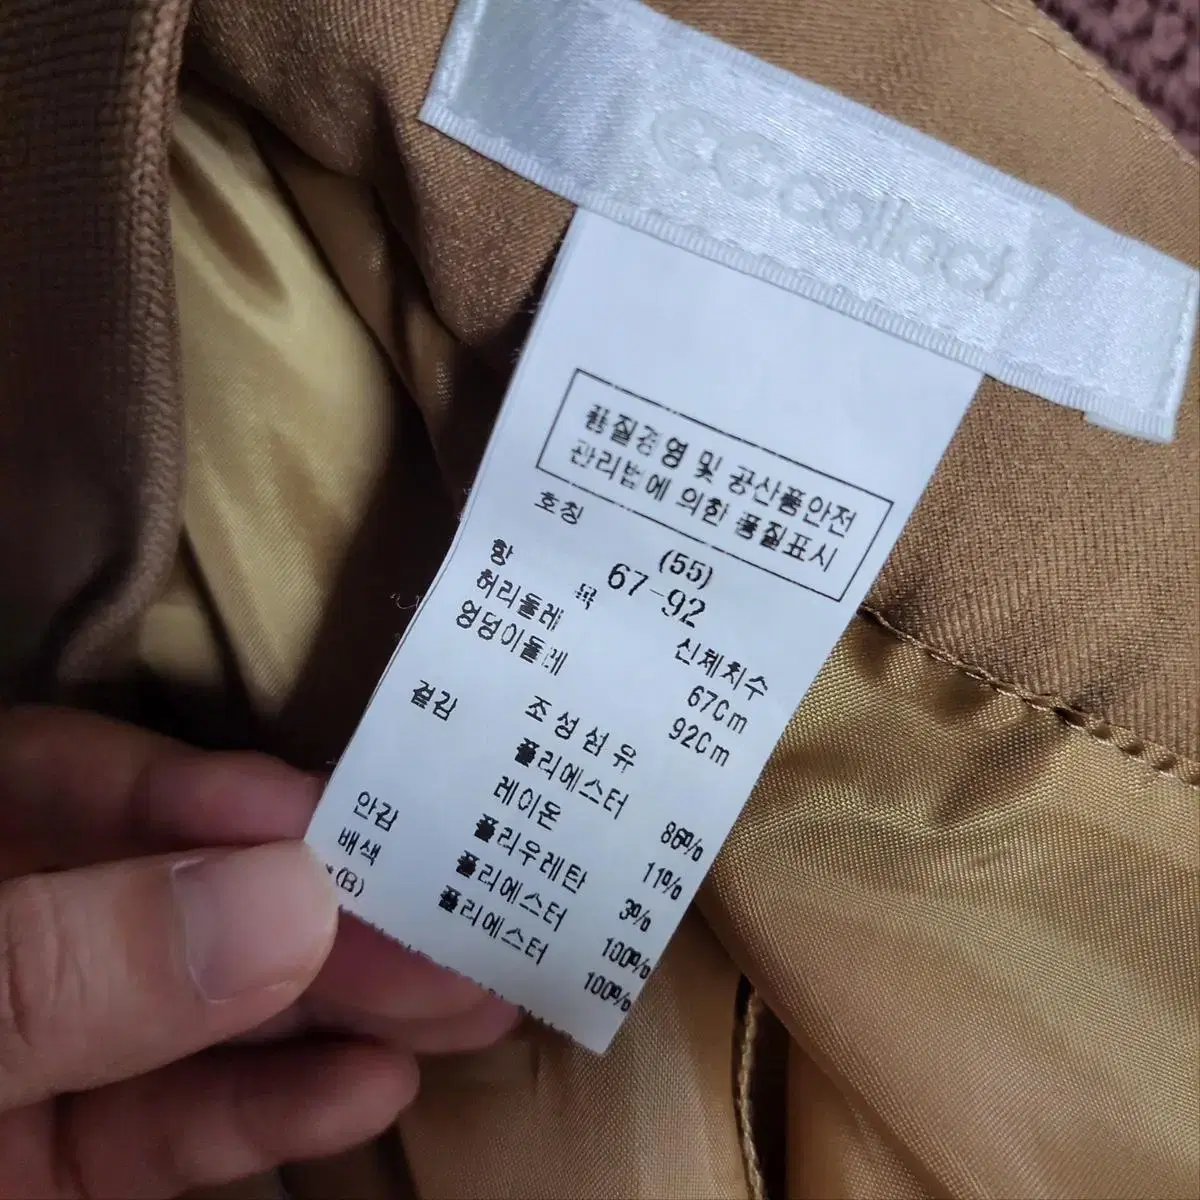 cc collect
품질경영 및 공산품안전
관리법에 의한 품질표시
호칭 (55)
67-92
항 목 신체치수
허리둘레 67Cm
엉덩이둘레 92Cm
조성섬유
겉감 폴리에스터 86%
레이온 11%
폴리우레탄 3%
안감 폴리에스터 100%
배색 폴리에스터 100%
(B)